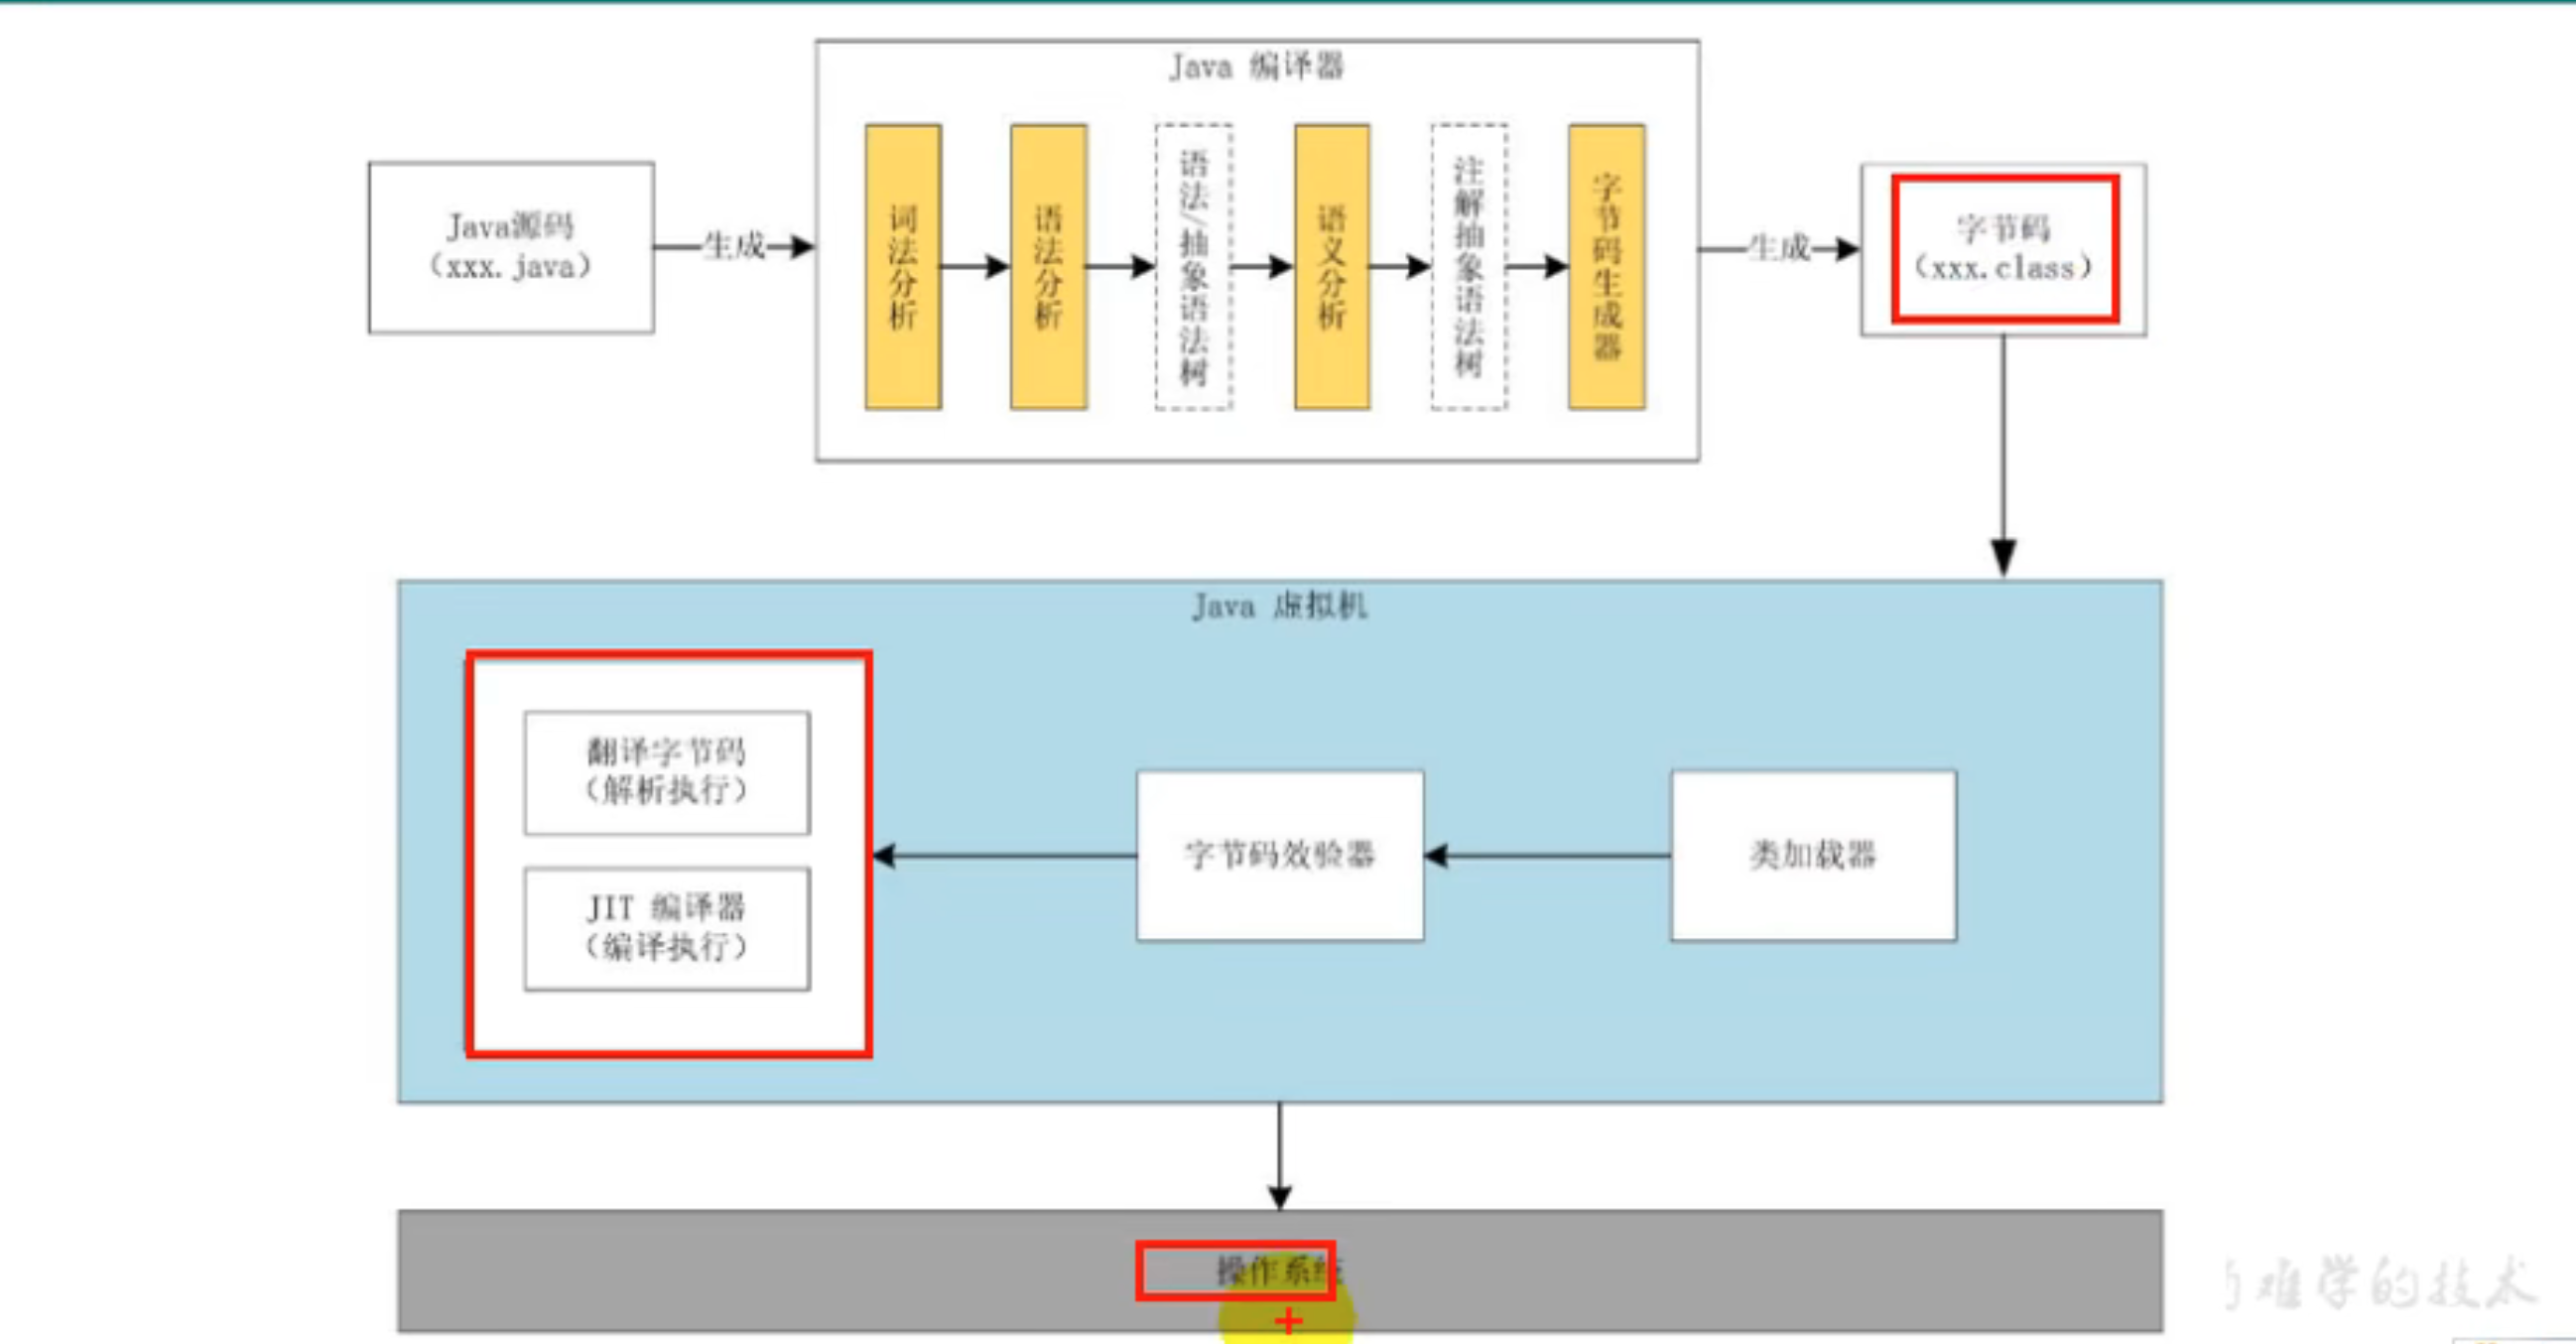 Java 编译器
Java源码
(xxx.java)
生成
词法分析
语法分析
语法/抽象语法树
语义分析
注解抽象语法树
字节码生成器
生成
字节码
(xxx.class)
Java 虚拟机
翻译字节码
(解析执行)
JIT 编译器
(编译执行)
字节码效验器
类加载器
操作系统
难学的技术